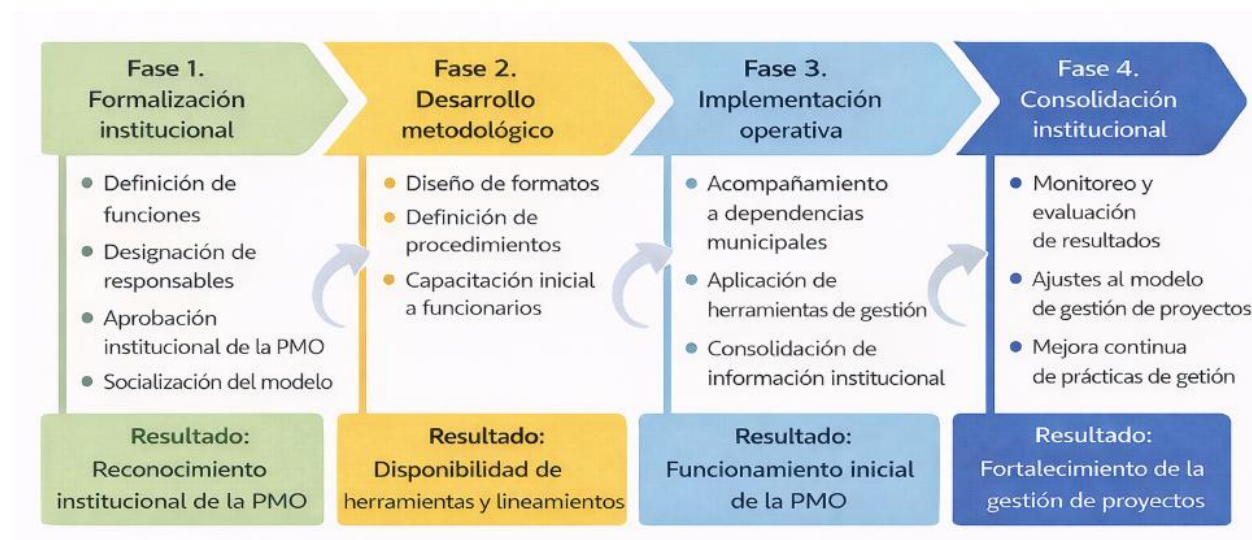 Fase 1.
Formalización
institucional
Definición de
funciones
Designación de
responsables
Aprobación
institucional de la PMO
Socialización del modelo
Resultado:
Reconocimiento
institucional de la PMO
Fase 2.
Desarrollo
metodológico
Diseño de formatos
Definición de
procedimientos
Capacitación inicial
a funcionarios
Resultado:
Disponibilidad de
herramientas y lineamientos
Fase 3.
Implementación
operativa
Acompañamiento
a dependencias
municipales
Aplicación de
herramientas de gestión
Consolidación de
información institucional
Resultado:
Funcionamiento inicial
de la PMO
Fase 4.
Consolidación
institucional
Monitoreo y
evaluación
de resultados
Ajustes al modelo
de gestión de proyectos
Mejora continua
de prácticas de getión
Resultado:
Fortalecimiento de la
gestión de proyectos